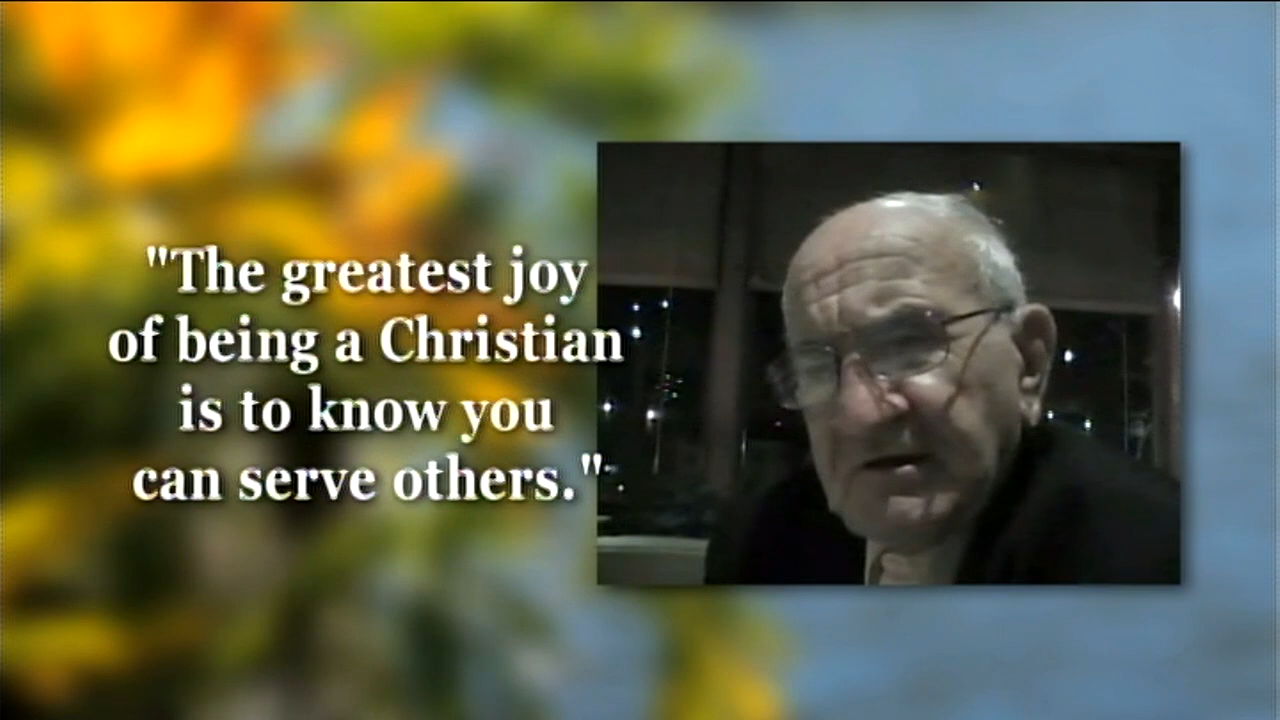 "The greatest joy
of being a Christian
is to know you
can serve others."